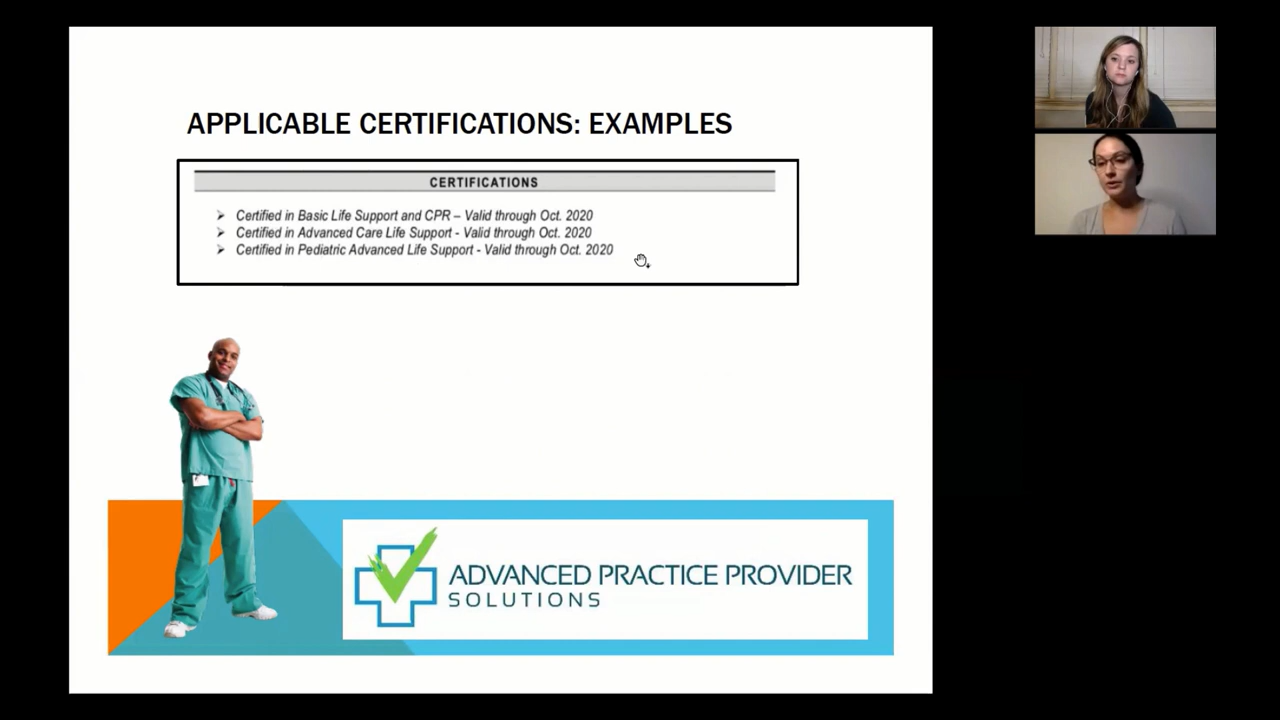 APPLICABLE CERTIFICATIONS: EXAMPLES
CERTIFICATIONS
Certified in Basic Life Support and CPR – Valid through Oct. 2020
Certified in Advanced Care Life Support - Valid through Oct. 2020
Certified in Pediatric Advanced Life Support - Valid through Oct. 2020
ADVANCED PRACTICE PROVIDER
SOLUTIONS